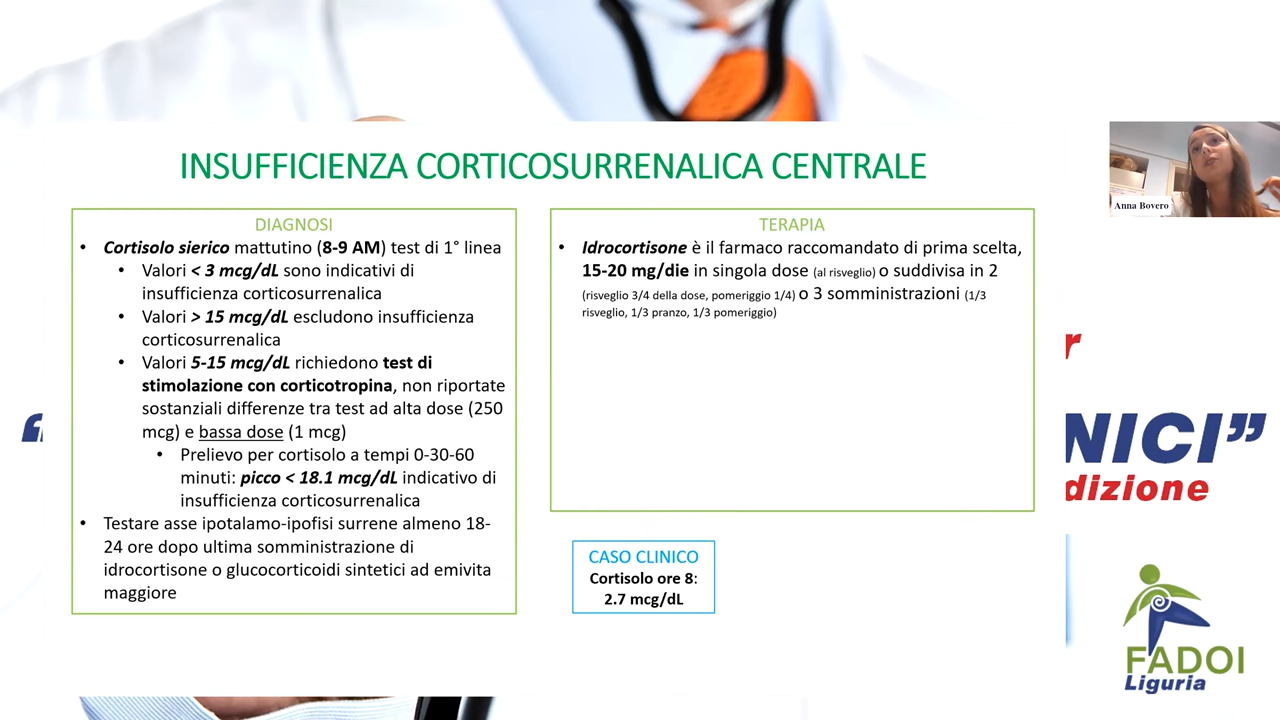 INSUFFICIENZA CORTICOSURRENALICA CENTRALE
DIAGNOSI
• Cortisolo sierico mattutino (8-9 AM) test di 1° linea
• Valori < 3 mcg/dL sono indicativi di
insufficienza corticosurrenalica
• Valori > 15 mcg/dL escludono insufficienza
corticosurrenalica
• Valori 5-15 mcg/dL richiedono test di
stimolazione con corticotropina, non riportate
sostanziali differenze tra test ad alta dose (250
mcg) e bassa dose (1 mcg)
• Prelievo per cortisolo a tempi 0-30-60
minuti: picco < 18.1 mcg/dL indicativo di
insufficienza corticosurrenalica
• Testare asse ipotalamo-ipofisi surrene almeno 18-
24 ore dopo ultima somministrazione di
idrocortisone o glucocorticoidi sintetici ad emivita
maggiore
TERAPIA
• Idrocortisone è il farmaco raccomandato di prima scelta,
15-20 mg/die in singola dose (al risveglio) o suddivisa in 2
(risveglio 3/4 della dose, pomeriggio 1/4) o 3 somministrazioni (1/3
risveglio, 1/3 pranzo, 1/3 pomeriggio)
CASO CLINICO
Cortisolo ore 8:
2.7 mcg/dL
Anna Bovero
r
“
NICI”
dizione
FADOI
Liguria